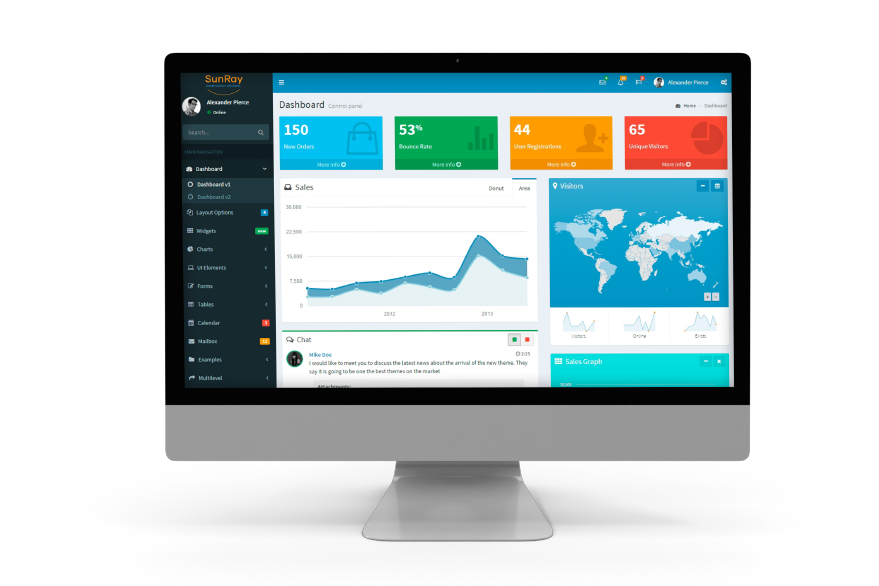 SunRay
Alexander Pierce
Online
Search...
MAIN NAVIGATION
Dashboard
Dashboard v1
Dashboard v2
Layout Options 4
Widgets new
Charts
UI Elements
Forms
Tables
Calendar 3
Mailbox 12
Examples
Multilevel
Alexander Pierce
Dashboard Control panel
Home > Dashboard
150
New Orders
More info
53%
Bounce Rate
More info
44
User Registrations
More info
65
Unique Visitors
More info
Sales
Donut Area
30,000
22,500
15,000
7,500
0
2012 2013
Visitors
Visitors Online Exists
Chat
Mike Doe 2:15
I would like to meet you to discuss the latest news about the arrival of the new theme. They
say it is going to be one the best themes on the market
Attachments:
Sales Graph